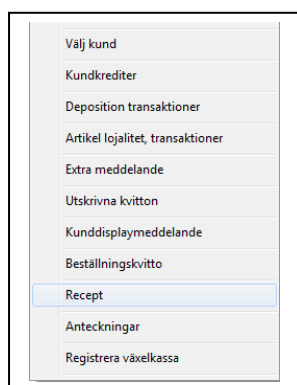 Välj kund
Kundkrediter
Deposition transaktioner
Artikel lojalitet, transaktioner
Extra meddelande
Utskrivna kvitton
Kunddisplaymeddelande
Beställningskvitto
Recept
Anteckningar
Registrera växelkassa